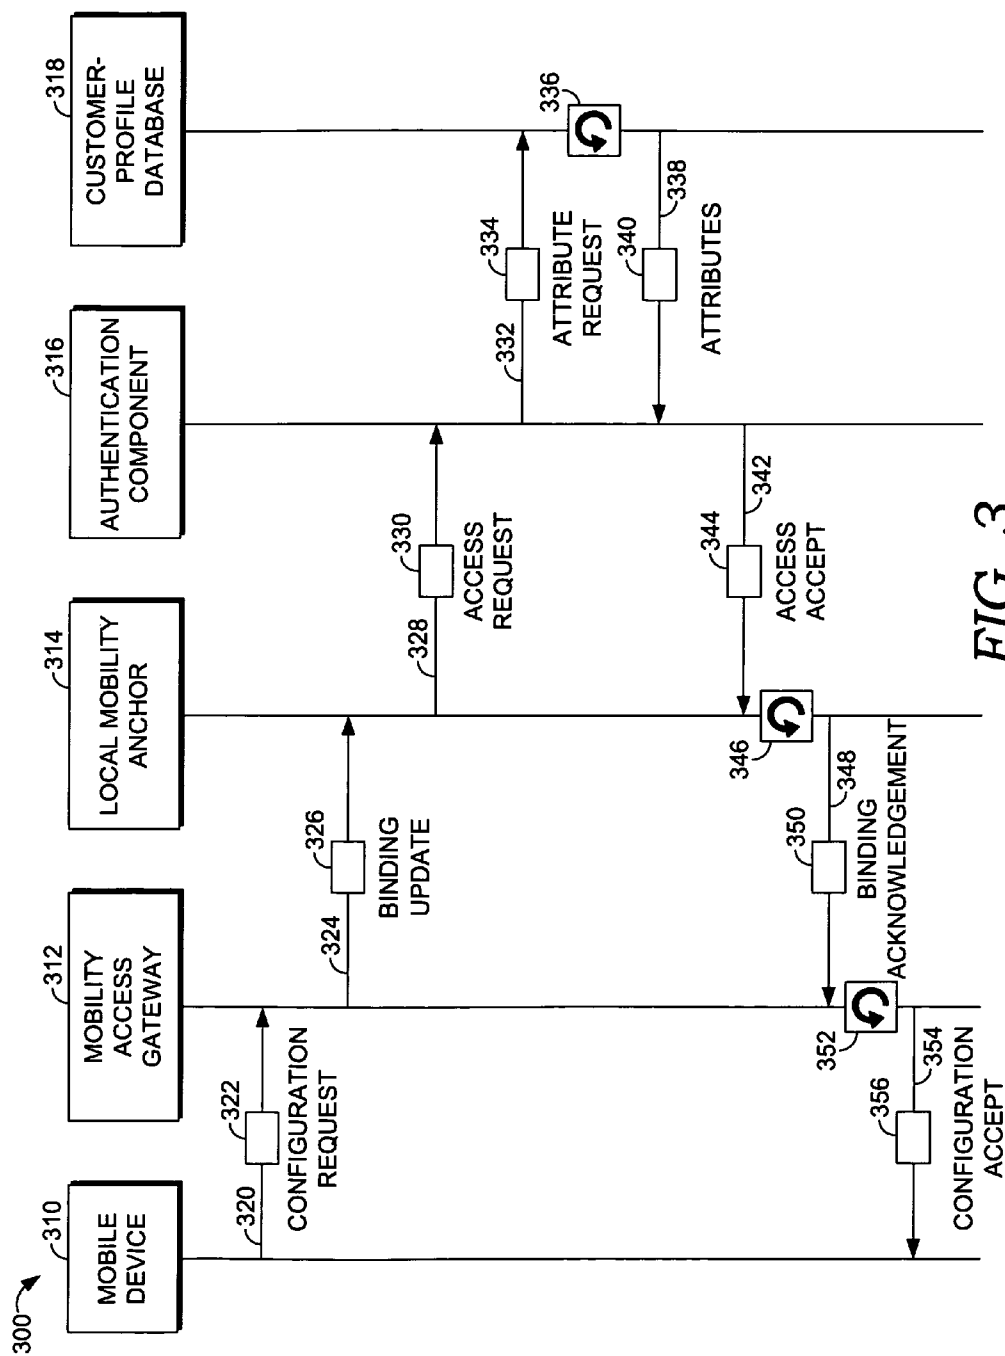 300
310
MOBILE
DEVICE
312
MOBILITY
ACCESS
GATEWAY
314
LOCAL MOBILITY
ANCHOR
316
AUTHENTICATION
COMPONENT
318
CUSTOMER-
PROFILE
DATABASE
320
322
CONFIGURATION
REQUEST
324
326
BINDING
UPDATE
328
330
ACCESS
REQUEST
332
334
ATTRIBUTE
REQUEST
336
338
340
ATTRIBUTES
342
344
ACCESS
ACCEPT
346
348
350
BINDING
ACKNOWLEDGEMENT
352
354
356
CONFIGURATION
ACCEPT
FIG. 3